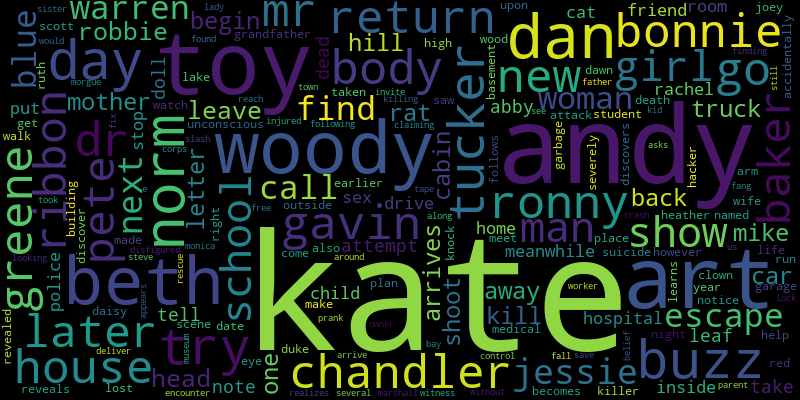 kate
andy
toy
art
woody
beth
dan
bonnie
norm
buzz
chandler
ronny
tucker
greene
gavin
later
house
return
try
day
girl
go
new
show
body
find
man
woman
baker
peter
dr
ribbon
school
jessie
escape
car
call
mr
warren
robbie
begin
hill
blue
next
mike
back
kill
away
truck
leave
rat
cabin
arrives
shoot
head
one
note
tell
letter
stop
mother
doll
abby
rachel
friend
room
cat
take
inside
leaf
hospital
home
meanwhile
attempt
child
police
put
dead
high
drive
sex
earlier
outside
also
make
scene
date
daisy
duke
eye
lost
reveals
revealed
building
discover
made
disfigured
steve
monica
museum
rescue
appears
encounter
deliver
looking
took
walk
get
scott
ruth
morgue
sister
would
lady
found
grandfather
lake
taken
invite
town
killing
reach
watch
saw
unconscious
injured
following
claiming
corps
slash
fix
e
right
free
come
around
plan
prank
owner
arrive
realizes
several
marshall
witness
without
control
bay
tape
along
knock
follows
basement
wood
upon
dawn
father
death
attack
student
see
garbage
severely
discovers
accidentally
joey
still
finding
kid
asks
hacker
arm
fang
wife
heather
named
crash
us
meet
place
suicide
however
life
run
learns
clown
year
notice
garage
lock
night
help
red
medical
worker
fall
save
belief
becomes
killer
parent